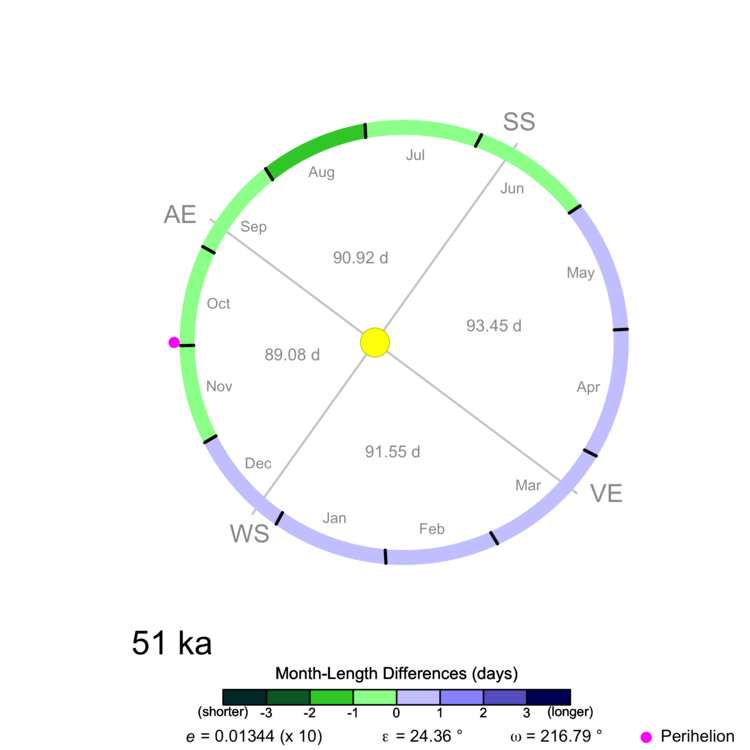 SS
Jul
Aug
Jun
AE
Sep
90.92 d
May
Oct
93.45 d
89.08 d
Nov
Apr
91.55 d
Dec
Mar
VE
Jan
Feb
WS
51 ka
Month-Length Differences (days)
(shorter) -3 -2 -1 0 1 2 3 (longer)
e = 0.01344 (x 10) ε = 24.36 ° ω = 216.79 ° Perihelion